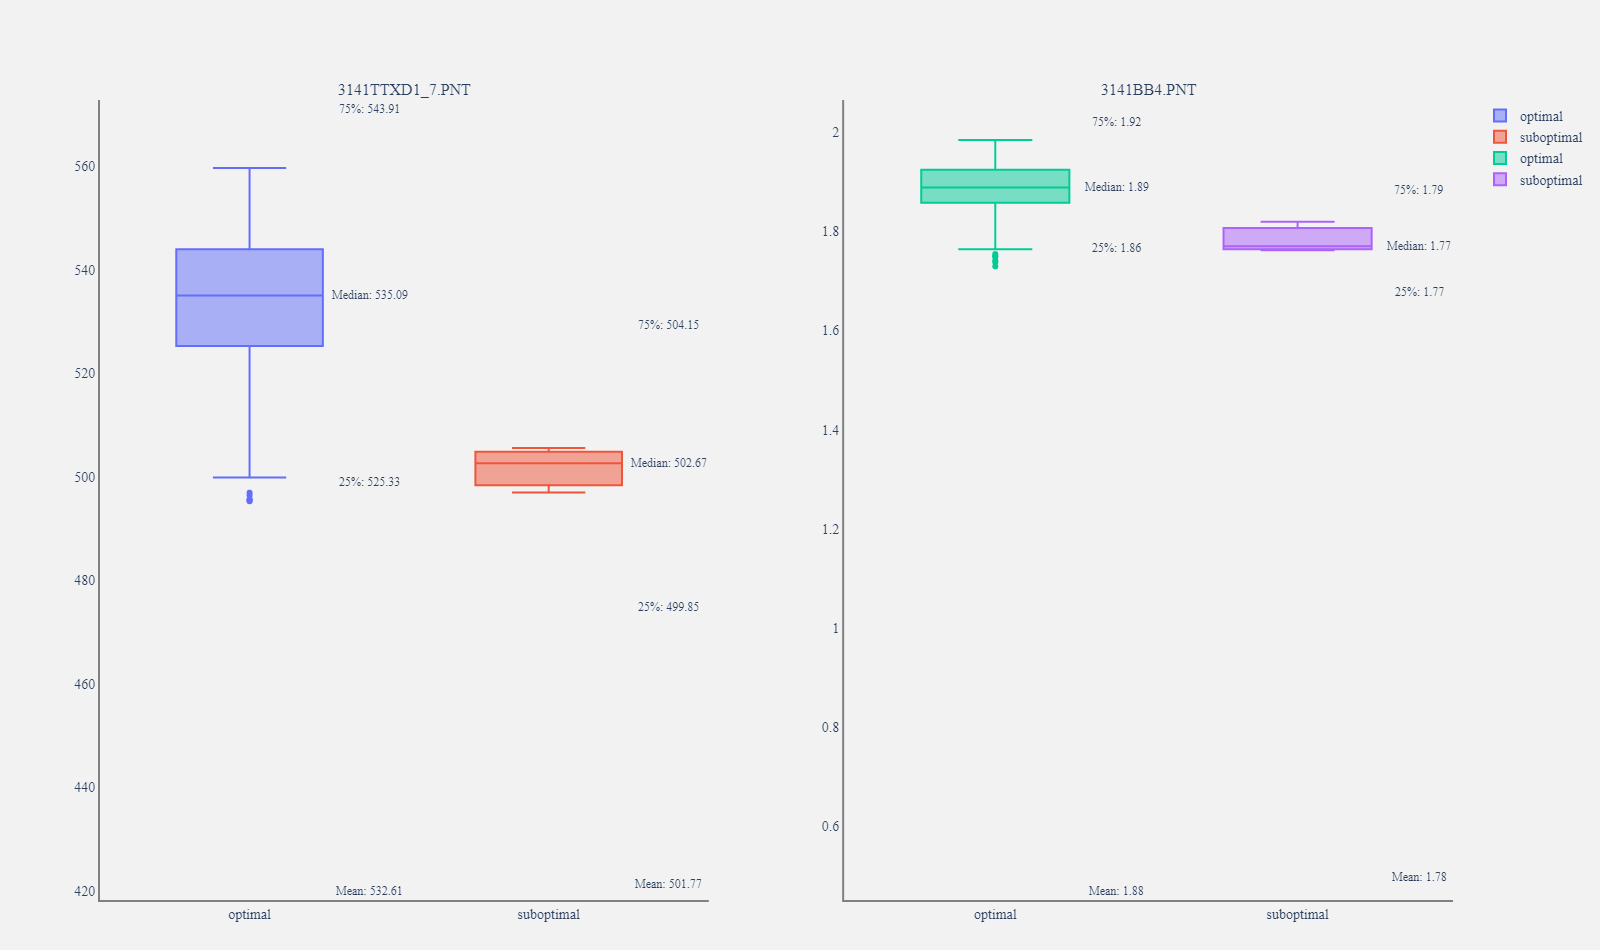 3141TTXD1_7.PNT
75%: 543.91
560
540
520
500
480
460
440
420
Median: 535.09
25%: 525.33
Mean: 532.61
75%: 504.15
Median: 502.67
25%: 499.85
Mean: 501.77
optimal
suboptimal
3141BB4.PNT
75%: 1.92
2
1.8
1.6
1.4
1.2
1
0.8
0.6
Median: 1.89
25%: 1.86
Mean: 1.88
75%: 1.79
Median: 1.77
25%: 1.77
Mean: 1.78
optimal
suboptimal
optimal
suboptimal
optimal
suboptimal